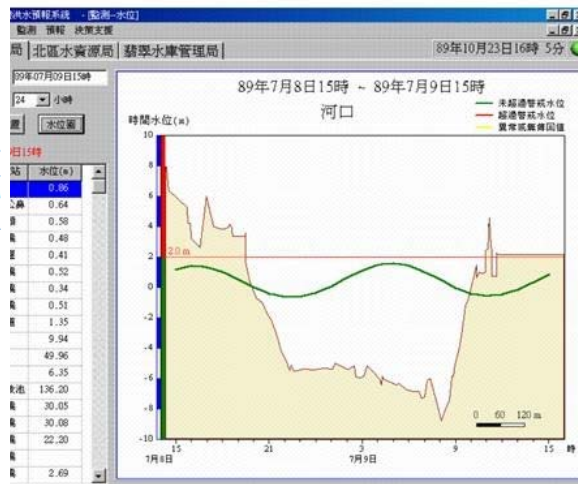 洪水預報系統 - [監測-水位]
監測 預報 決策支援
局 北區水資源局 翡翠水庫管理局 89年10月23日16時 5分
89年07月09日15時
24 小時
水位圖
9日15時
站 水位(m)
0.86
鼻 0.64
0.58
0.48
0.41
0.52
0.34
0.51
1.35
9.94
49.96
6.35
池 136.20
30.05
30.08
22.20
2.69
89年7月8日15時 ~ 89年7月9日15時
河口
時間水位(m)
未超過警戒水位
超過警戒水位
異常或無傳回值
10
8
6
4
2
0
-2
-4
-6
-8
-10
2.0 m
0 60 120 m
15 21 3 9 15 時
7月8日 7月9日